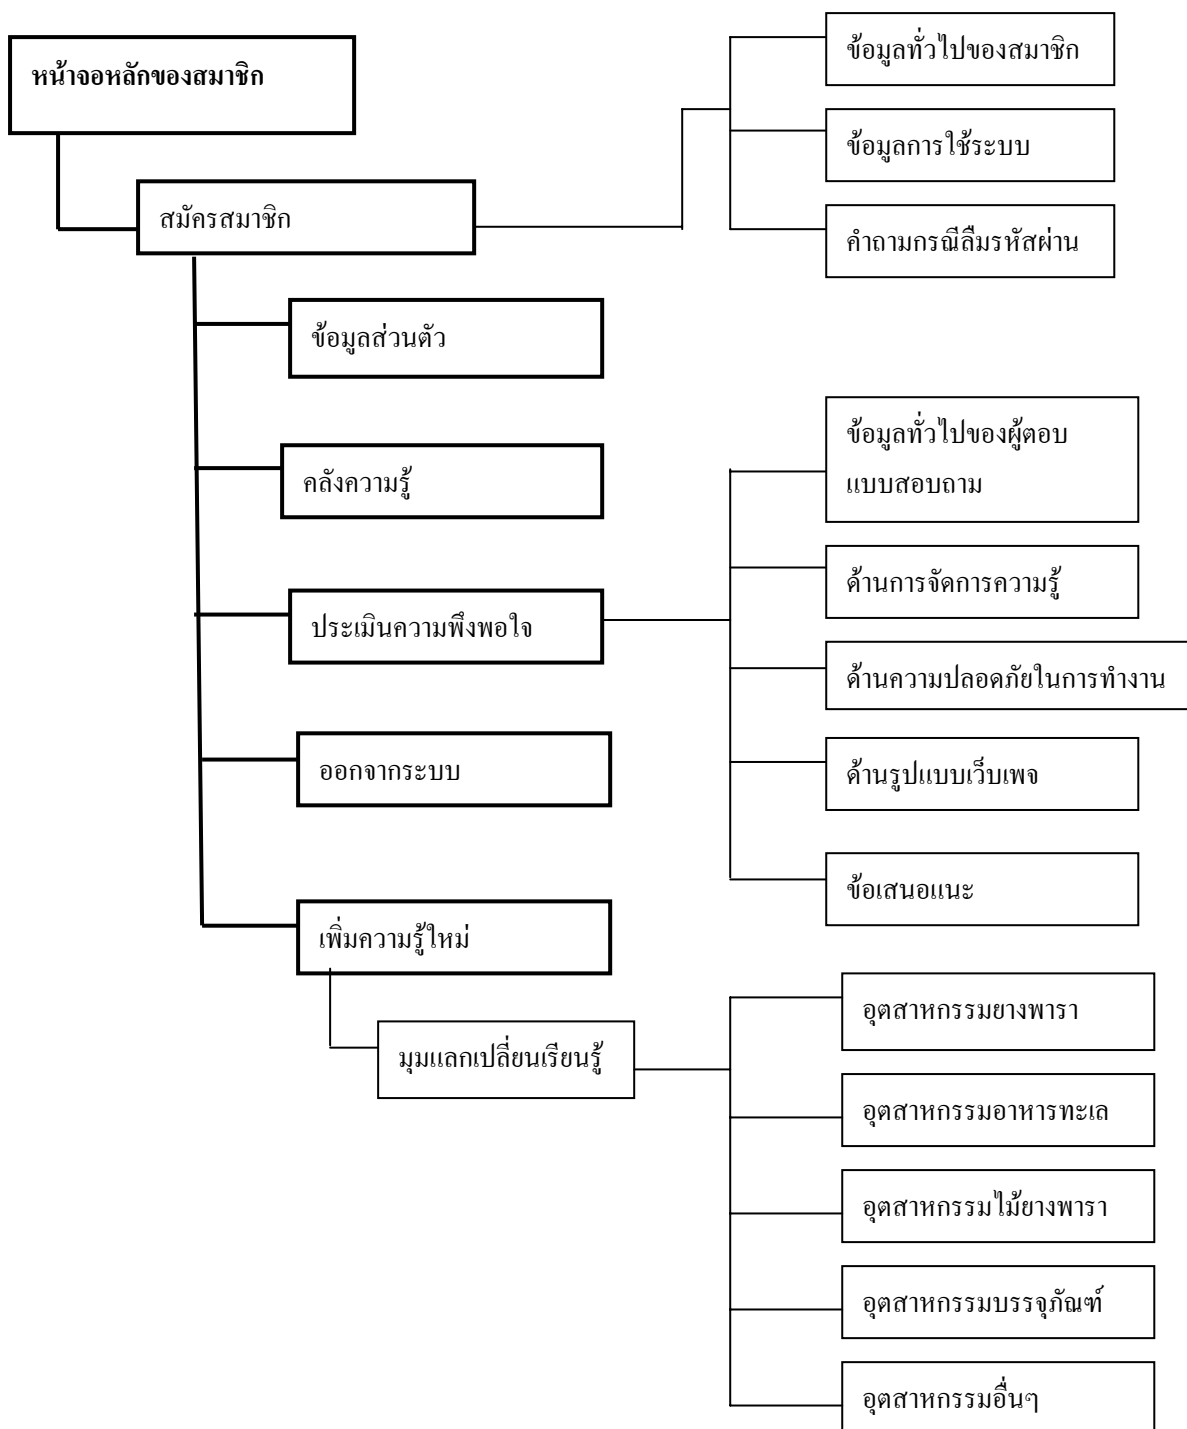 หน้าจอหลักของสมาชิก
สมัครสมาชิก
ข้อมูลทั่วไปของสมาชิก
ข้อมูลการใช้ระบบ
คำถามกรณีลืมรหัสผ่าน
ข้อมูลส่วนตัว
คลังความรู้
ประเมินความพึงพอใจ
ข้อมูลทั่วไปของผู้ตอบ
แบบสอบถาม
ด้านการจัดการความรู้
ด้านความปลอดภัยในการทำงาน
ด้านรูปแบบเว็บเพจ
ข้อเสนอแนะ
ออกจากระบบ
เพิ่มความรู้ใหม่
มุมแลกเปลี่ยนเรียนรู้
อุตสาหกรรมยางพารา
อุตสาหกรรมอาหารทะเล
อุตสาหกรรมไม้ยางพารา
อุตสาหกรรมบรรจุภัณฑ์
อุตสาหกรรมอื่นๆ